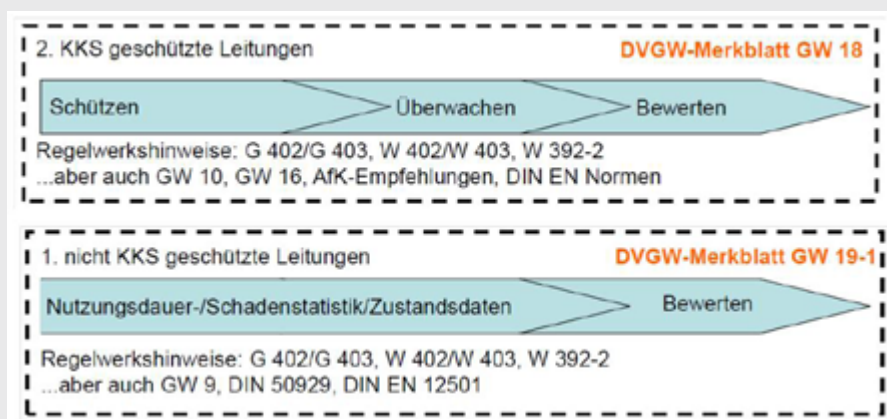 2. KKS geschützte Leitungen DVGW-Merkblatt GW 18
Schützen Überwachen Bewerten
Regelwerkshinweise: G 402/G 403, W 402/W 403, W 392-2
...aber auch GW 10, GW 16, AfK-Empfehlungen, DIN EN Normen
1. nicht KKS geschützte Leitungen DVGW-Merkblatt GW 19-1
Nutzungsdauer-/Schadenstatistik/Zustandsdaten Bewerten
Regelwerkshinweise: G 402/G 403, W 402/W 403, W 392-2
...aber auch GW 9, DIN 50929, DIN EN 12501